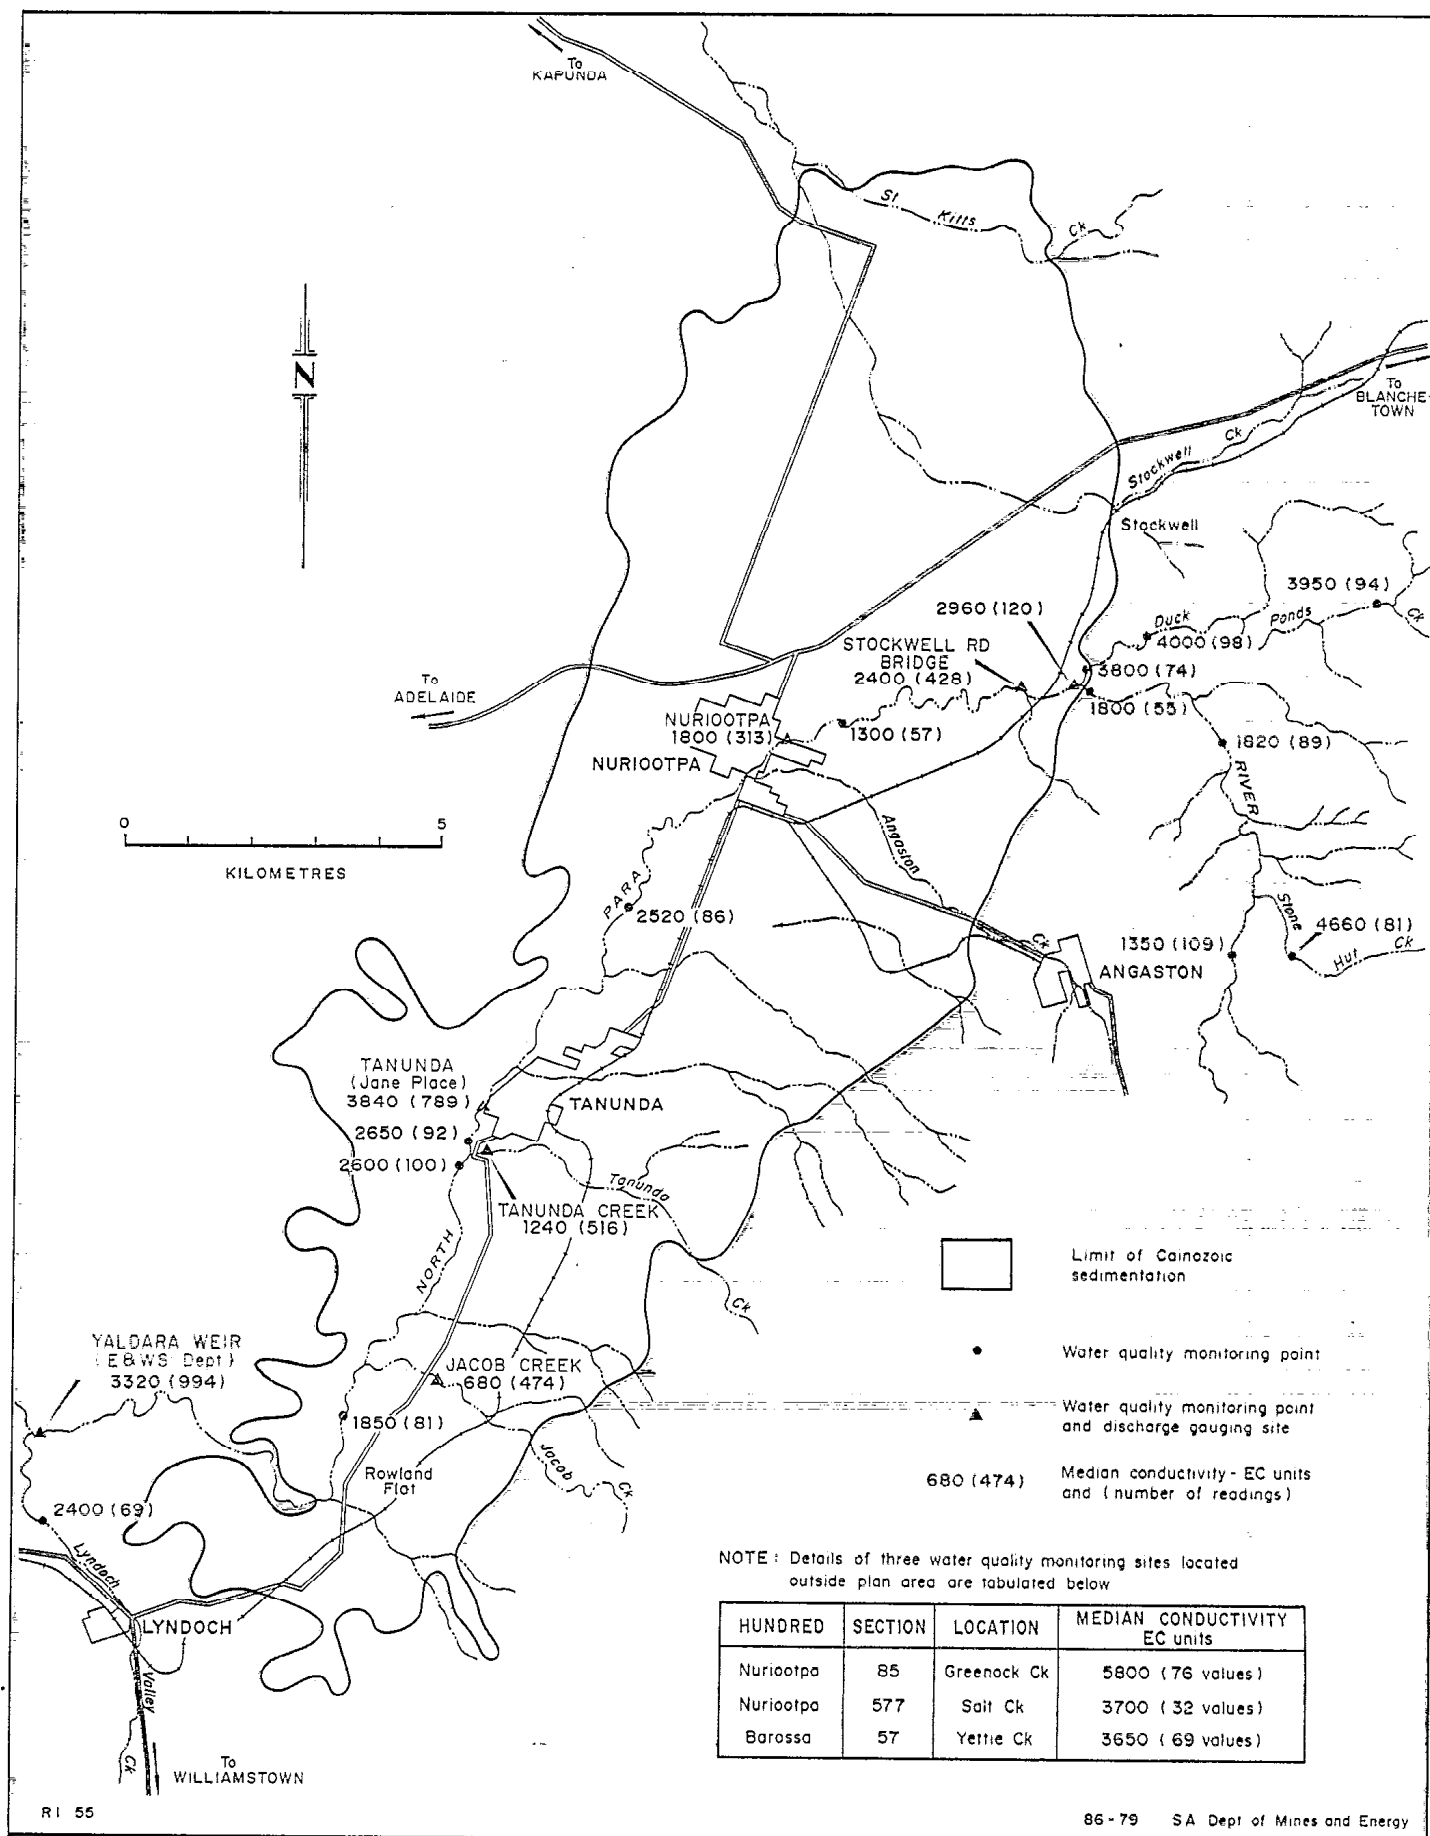 To
KAPUNDA
St
Kitts
Ck
N
To
BLANCHE-
TOWN
Ck
Stockwell
Stockwell
3950 (94)
2960 (120)
Duck
Ponds
Ck
4000 (98)
STOCKWELL RD
BRIDGE
2400 (428)
3800 (74)
To
ADELAIDE
1800 (55)
NURIOOTPA
1800 (313)
1300 (57)
1820 (89)
NURIOOTPA
RIVER
0
5
KILOMETRES
Angaston
PARA
2520 (86)
Stone
4660 (81)
Ck
1350 (109)
Ck
Hut
ANGASTON
TANUNDA
(Jane Place)
3840 (789)
TANUNDA
2650 (92)
2600 (100)
Tanunda
TANUNDA CREEK
1240 (516)
NORTH
Limit of Cainozoic
sedimentation
Ck
YALDARA WEIR
(E&WS Dept)
3320 (994)
JACOB CREEK
680 (474)
Water quality monitoring point
1850 (81)
Water quality monitoring point
and discharge gauging site
Jacob
Ck
Rowland
Flat
680 (474)
Median conductivity - EC units
and (number of readings)
2400 (69)
Lyndoch
LYNDOCH
Valley
Ck
To
WILLIAMSTOWN
NOTE: Details of three water quality monitoring sites located
outside plan area are tabulated below
HUNDRED SECTION LOCATION MEDIAN CONDUCTIVITY
EC units
Nuriootpa 85 Greenock Ck 5800 (76 values)
Nuriootpa 577 Salt Ck 3700 (32 values)
Barossa 57 Yettie Ck 3650 (69 values)
RI 55
86-79 SA Dept of Mines and Energy